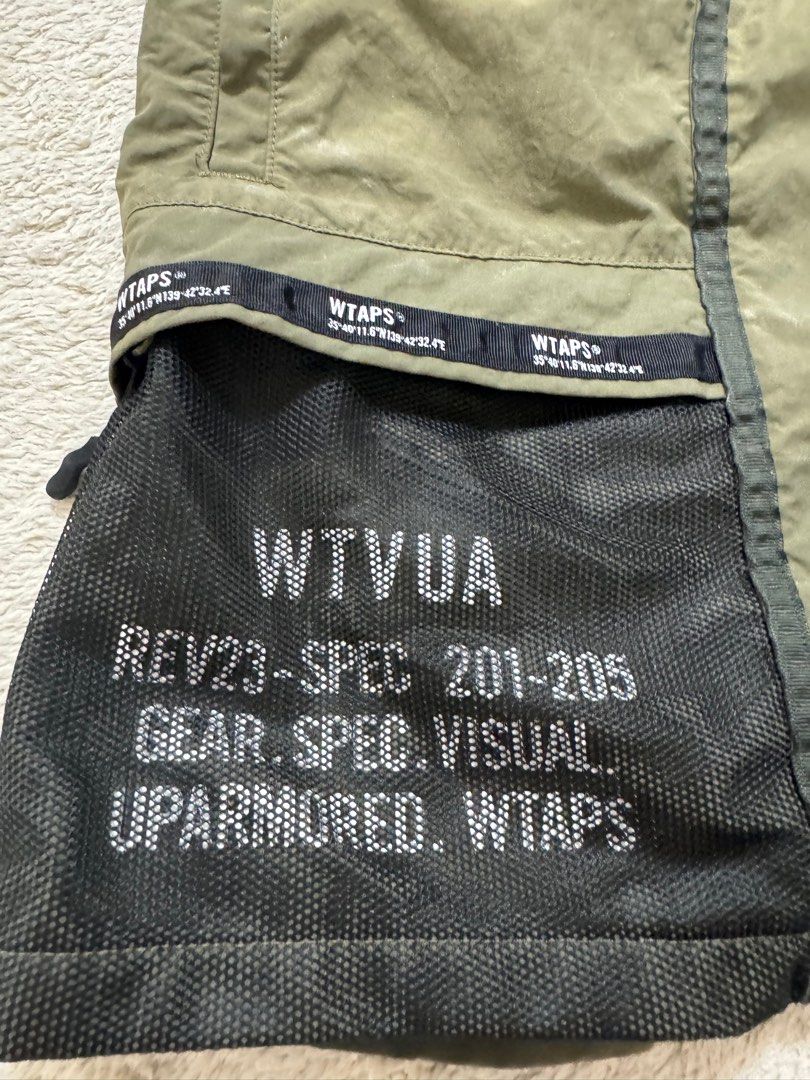 WTAPS®
35°40'11.6"N139°42'32.4"E
WTAPS®
35°40'11.6"N139°42'32.4"E
WTAPS®
35°40'11.6"N139°42'32.4"E
WTVUA
REV23-SPEC 201-205
GEAR.SPEC.VISUAL.
UPARMORED. WTAPS